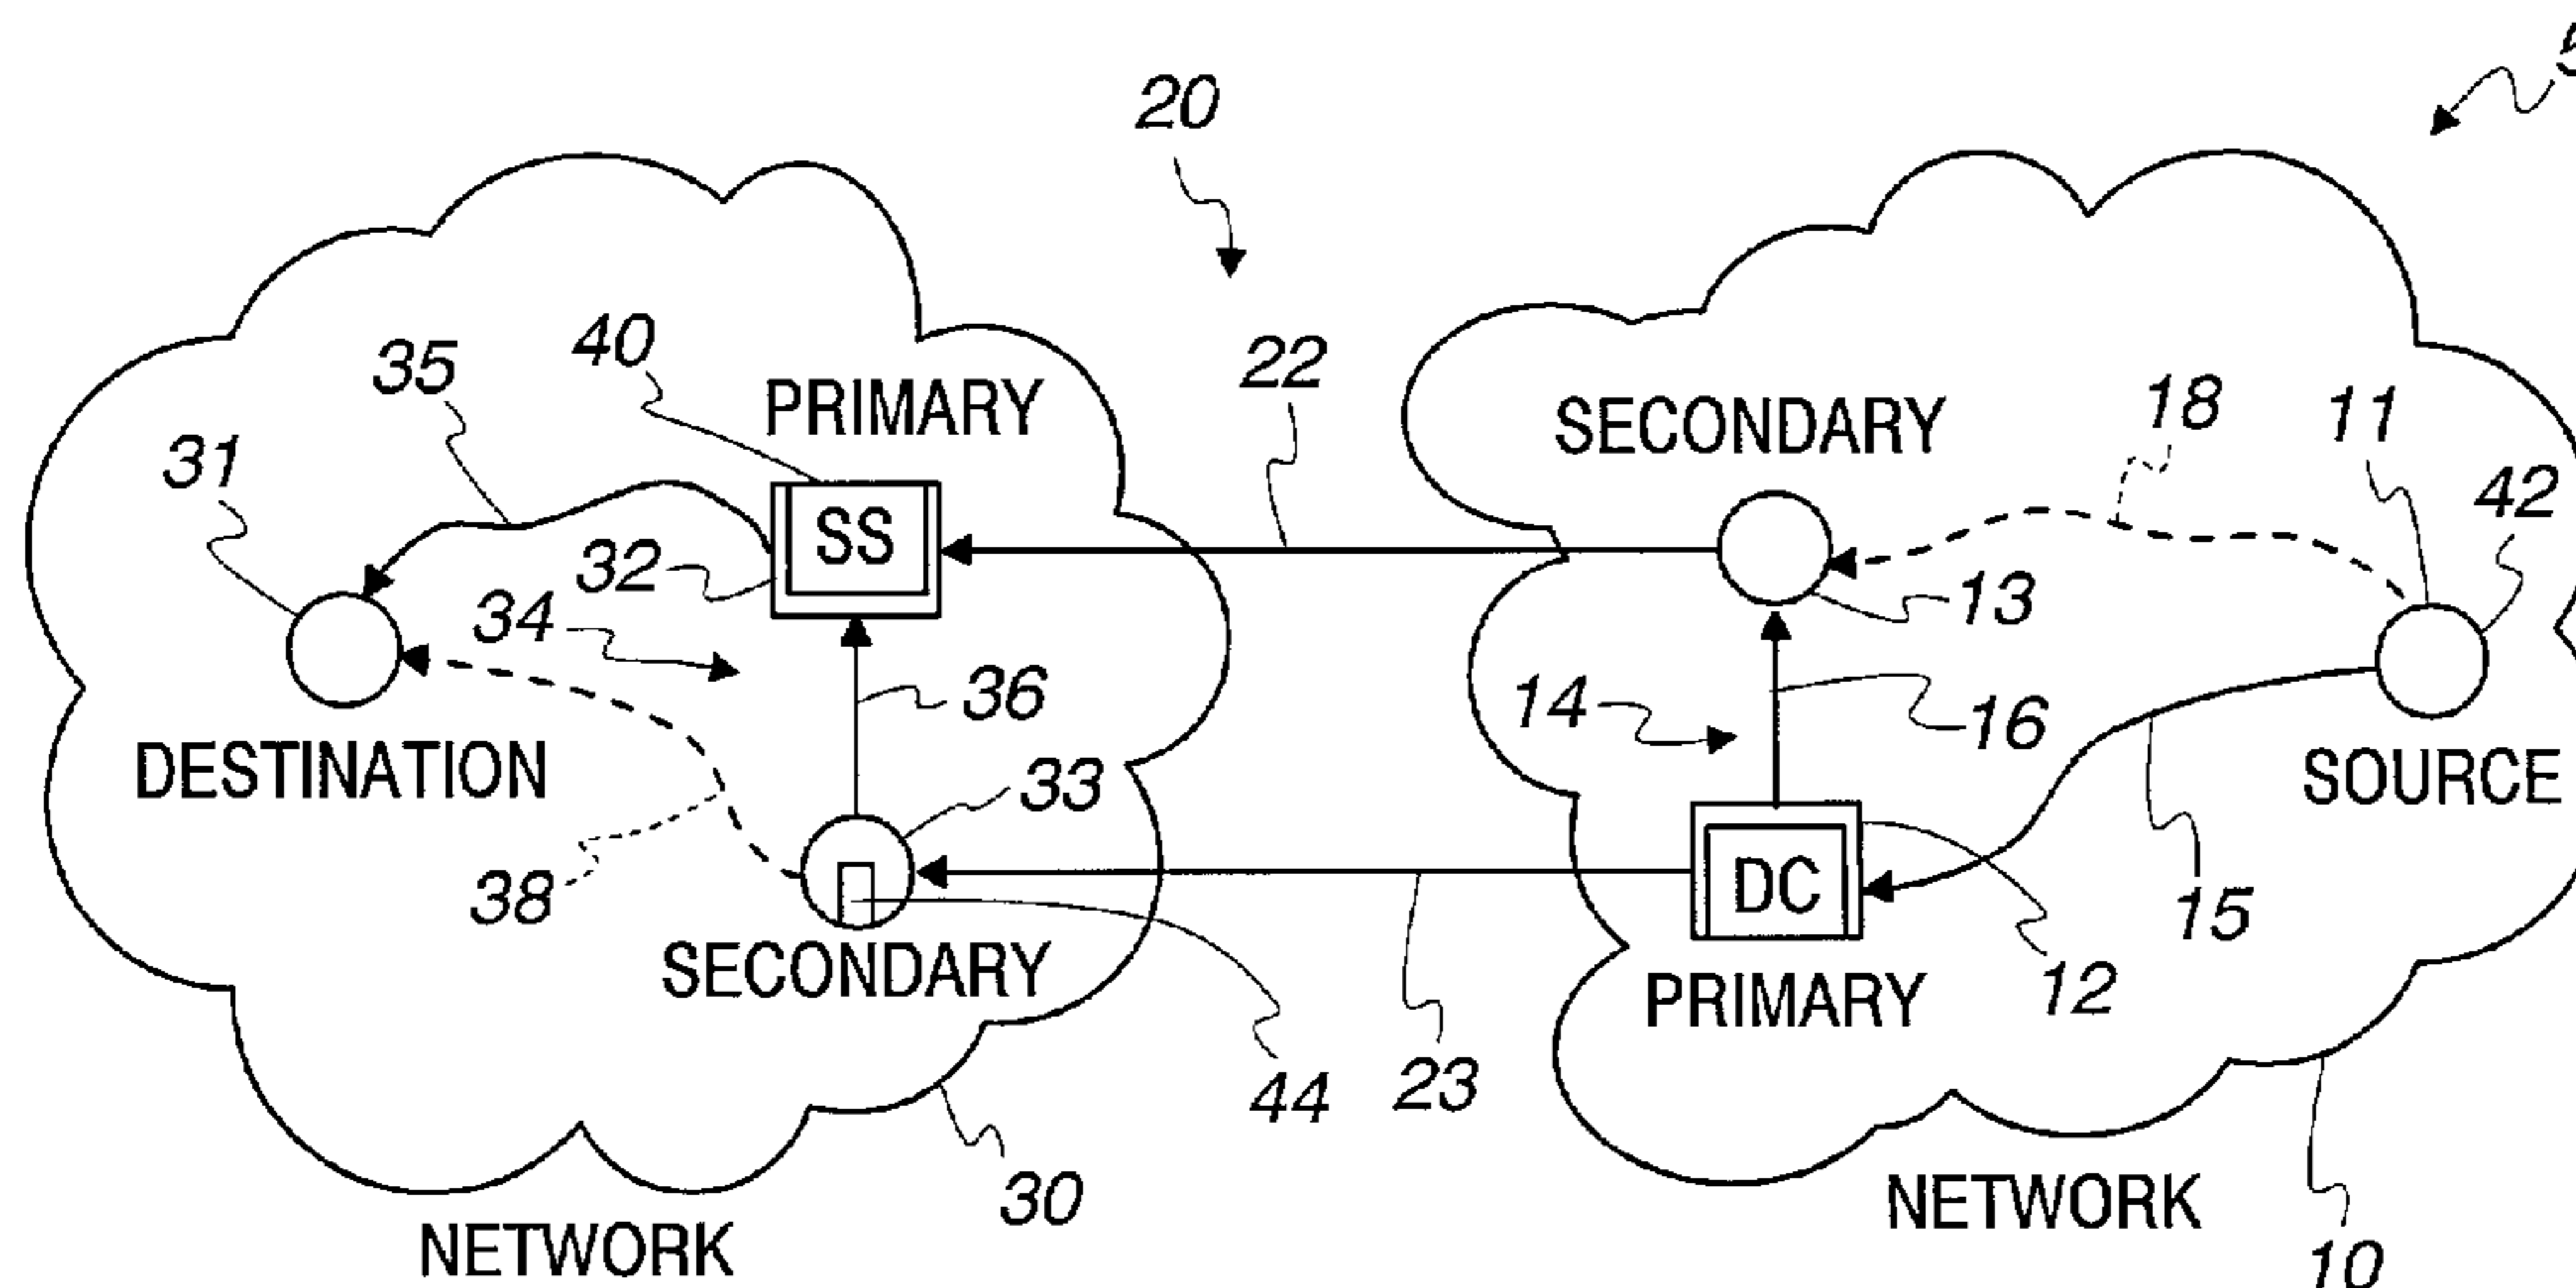 5
20
22
40
35
PRIMARY
31
SS
32
34
36
DESTINATION
33
38
SECONDARY
44
30
NETWORK
SECONDARY
18
11
42
13
14
16
SOURCE
DC
15
12
PRIMARY
23
NETWORK
10